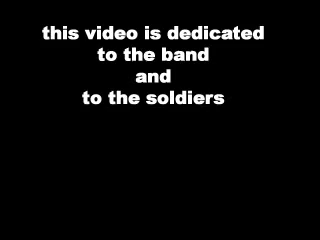 this video is dedicated
to the band
and
to the soldiers